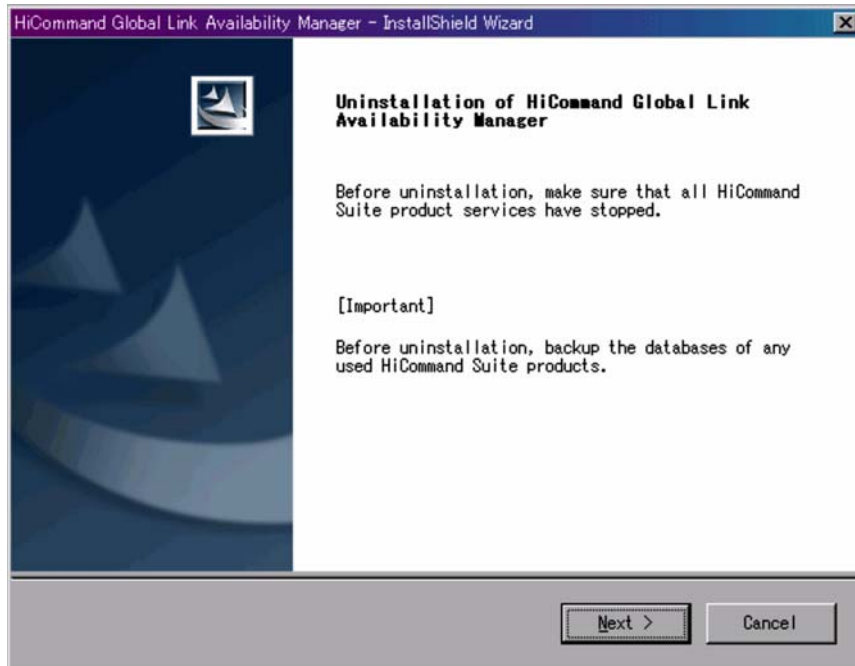 HiCommand Global Link Availability Manager - InstallShield Wizard
Uninstallation of HiCommand Global Link
Availability Manager
Before uninstallation, make sure that all HiCommand
Suite product services have stopped.
[Important]
Before uninstallation, backup the databases of any
used HiCommand Suite products.
Next >
Cancel